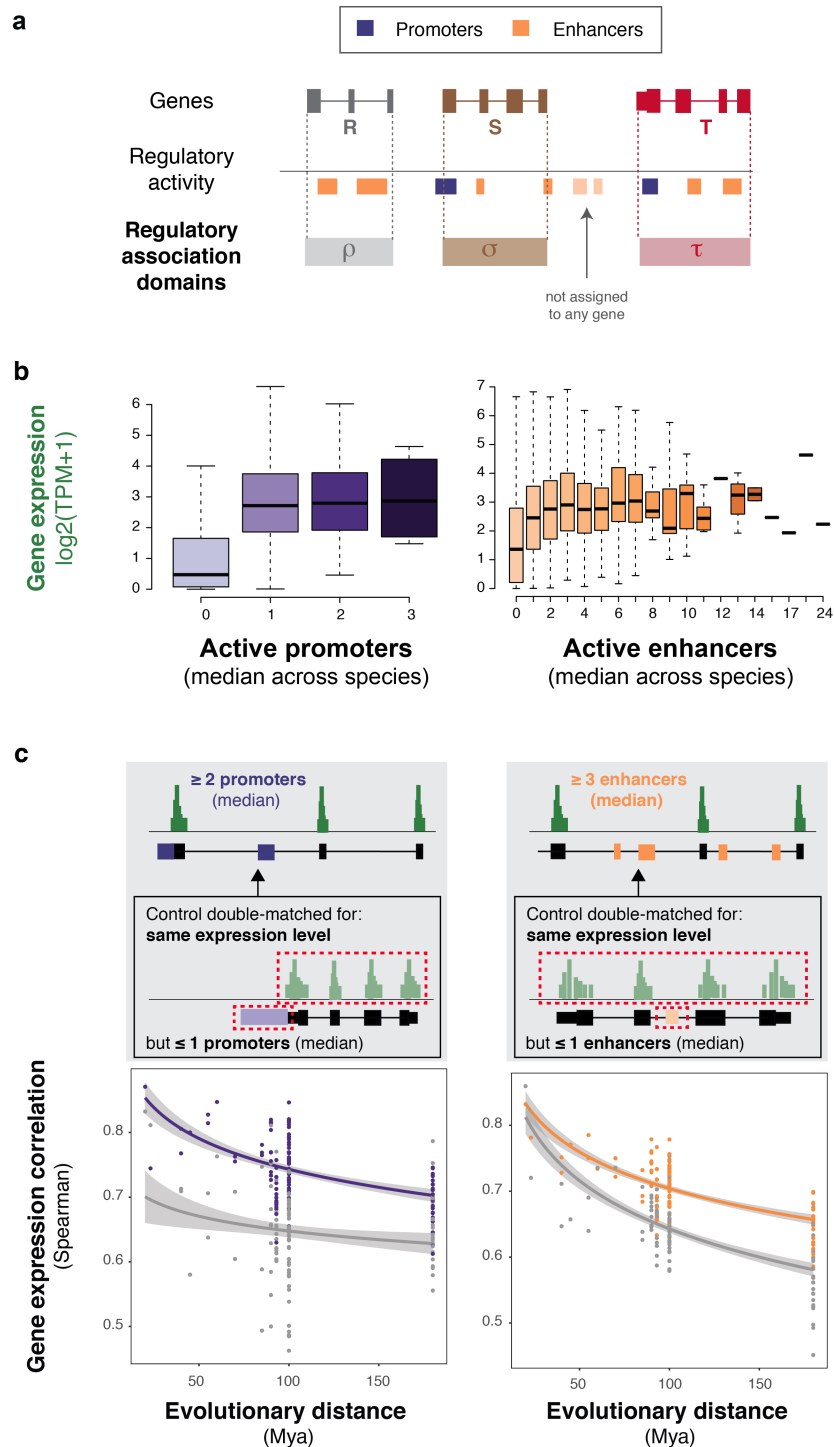 a
Promoters
Enhancers
Genes
R
S
T
Regulatory
activity
Regulatory
association
domains
ρ
σ
τ
not assigned
to any gene
b
Gene expression
log2(TPM+1)
6
5
4
3
2
1
0
0 1 2 3
Active promoters
(median across species)
7
6
5
4
3
2
1
0
0 2 4 6 8 10 12 14 17 24
Active enhancers
(median across species)
c
≥ 2 promoters
(median)
Control double-matched for:
same expression level
but ≤ 1 promoters (median)
≥ 3 enhancers
(median)
Control double-matched for:
same expression level
but ≤ 1 enhancers (median)
Gene expression correlation
(Spearman)
0.8
0.7
0.6
0.5
50 100 150
Evolutionary distance
(Mya)
0.8
0.7
0.6
0.5
50 100 150
Evolutionary distance
(Mya)